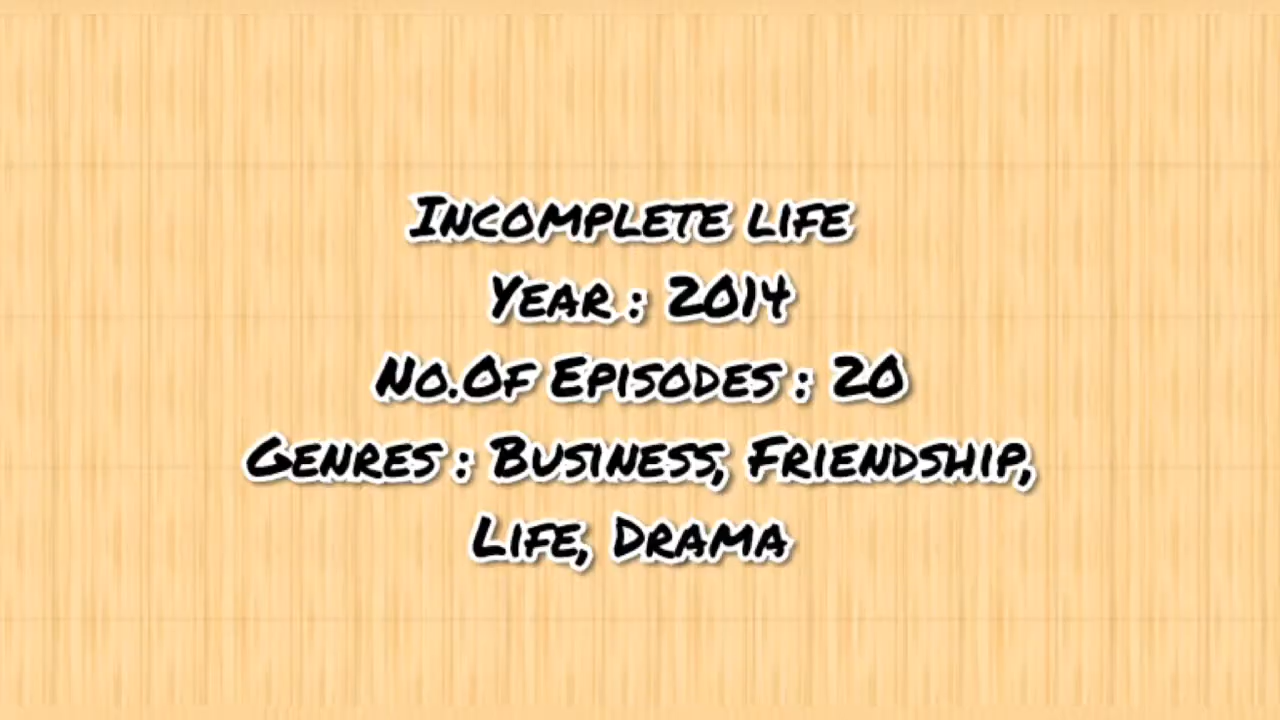 Incomplete life
Year : 2014
No.Of Episodes : 20
Genres : Business, Friendship,
Life, Drama